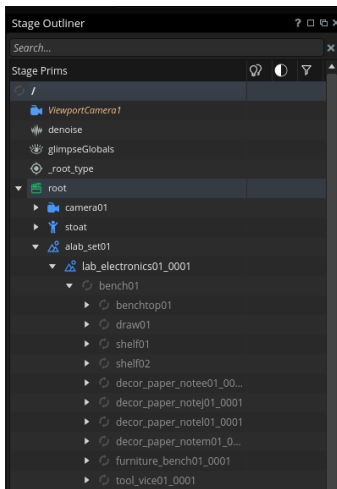 Stage Outliner
Search...
Stage Prims
/
ViewportCamera1
denoise
glimpseGlobals
_root_type
root
camera01
stoat
alab_set01
lab_electronics01_0001
bench01
benchtop01
draw01
shelf01
shelf02
decor_paper_notee01_00...
decor_paper_notej01_0001
decor_paper_notel01_0001
decor_paper_notem01_0...
furniture_bench01_0001
tool_vice01_0001